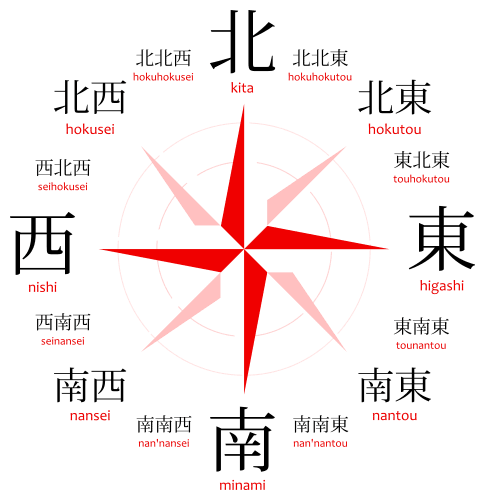 北
kita
北北西
hokuhokusei
北北東
hokuhokutou
北西
hokusei
北東
hokutou
西北西
seihokusei
東北東
touhokutou
西
nishi
東
higashi
西南西
seinansei
東南東
tounantou
南西
nansei
南東
nantou
南南西
nan'nansei
南
minami
南南東
nan'nantou